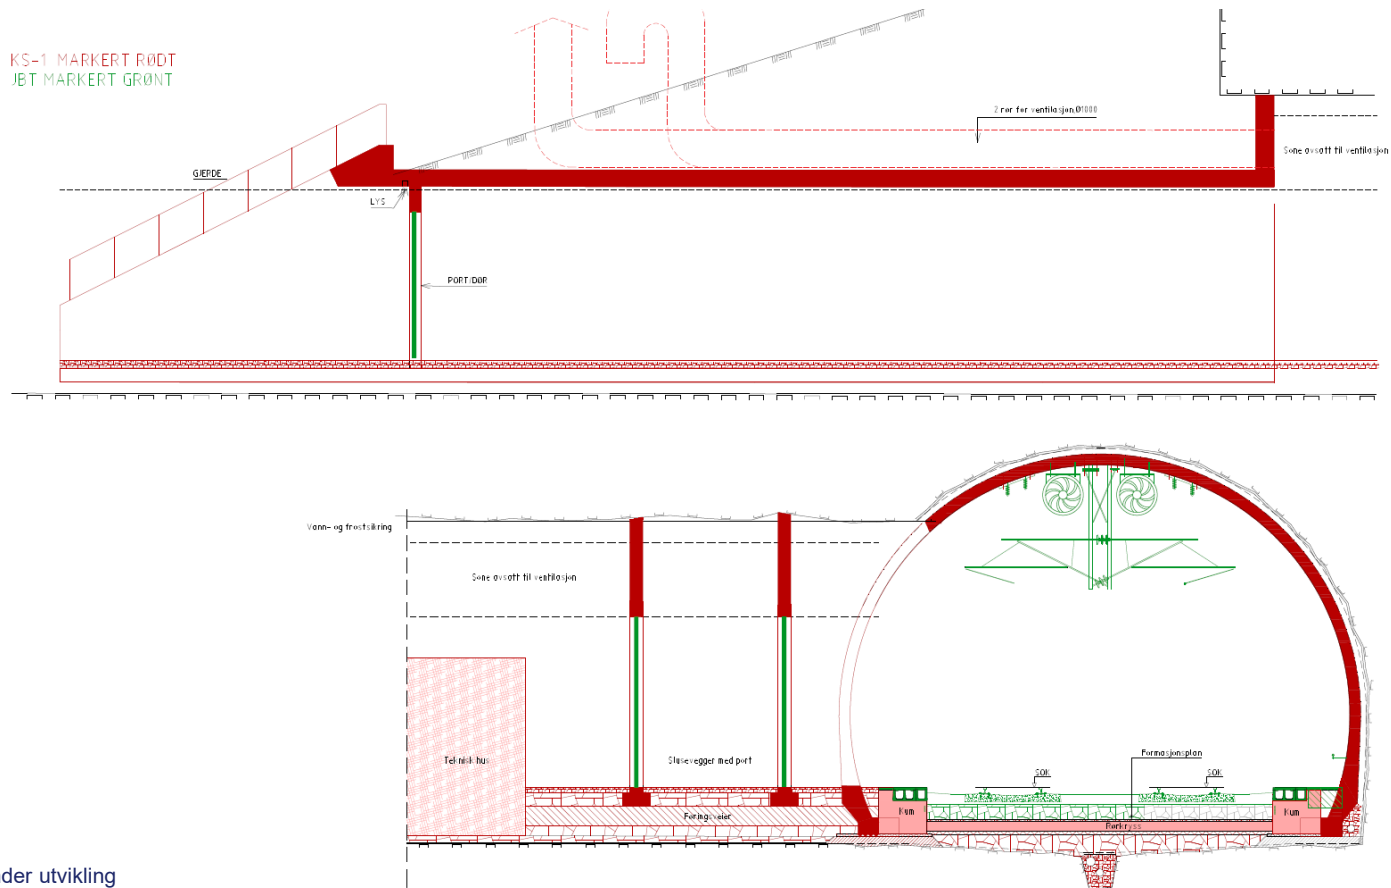 KS-1 MARKERT RØDT
JBT MARKERT GRØNT
2 rør for ventilasjon,Ø1000
Sone avsatt til ventilasjon
GJERDE
LYS
PORT/DØR
Vann- og frostsikring
Sone avsatt til ventilasjon
Teknisk hus
Slusevegger med port
Formasjonsplan
SOK
SOK
Kum
Kum
Føringsveier
Rørkryss
nder utvikling